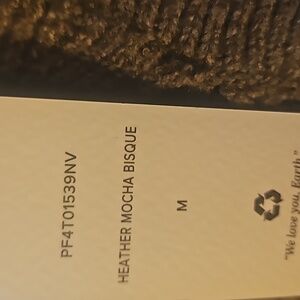 PF4T01539NV
HEATHER MOCHA BISQUE
M
"We love you, Earth"